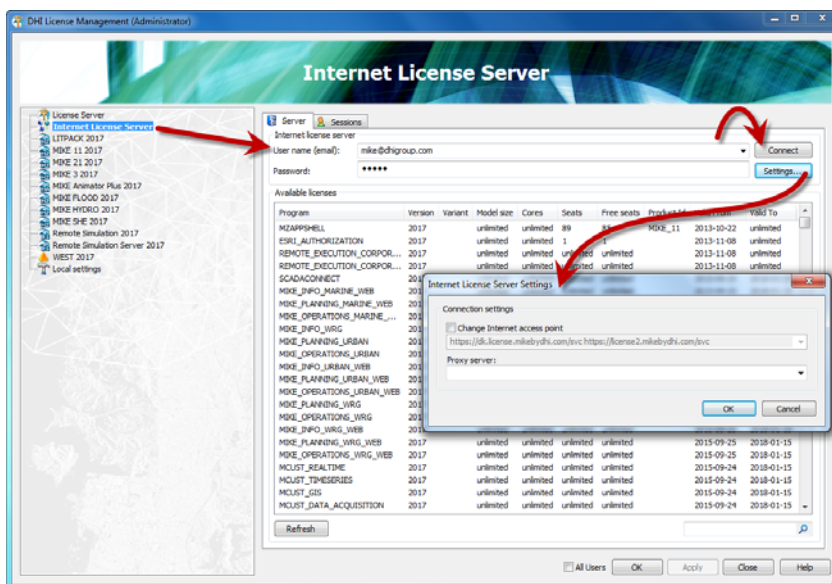 DHI License Management (Administrator)
Internet License Server
License Server
Internet License Server
LITPACK 2017
MIKE 11 2017
MIKE 21 2017
MIKE 3 2017
MIKE Animator Plus 2017
MIKE FLOOD 2017
MIKE HYDRO 2017
MIKE SHE 2017
Remote Simulation 2017
Remote Simulation Server 2017
WEST 2017
Local settings
Server Sessions
Internet license server
User name (email): mike@dhigroup.com Connect
Password: ••••• Settings...
Available licenses
Program Version Variant Model size Cores Seats Free seats Valid To
MZAPPSHELL 2017 unlimited unlimited 89 MIKE_11 2013-10-22 unlimited
ESRI_AUTHORIZATION 2017 unlimited unlimited 1 1 2013-11-08 unlimited
REMOTE_EXECUTION_CORPOR... 2017 unlimited unlimited unlimited unlimited 2013-11-08 unlimited
REMOTE_EXECUTION_CORPOR... 2017 unlimited unlimited unlimited unlimited 2013-11-08 unlimited
SCADACONNECT
MIKE_INFO_MARINE_WEB
MIKE_PLANNING_MARINE_WEB
MIKE_OPERATIONS_MARINE_...
MIKE_INFO_WRG
MIKE_PLANNING_URBAN
MIKE_OPERATIONS_URBAN
MIKE_INFO_URBAN_WEB
MIKE_PLANNING_URBAN_WEB
MIKE_OPERATIONS_URBAN_WEB
MIKE_PLANNING_WRG
MIKE_OPERATIONS_WRG
MIKE_INFO_WRG_WEB
MIKE_PLANNING_WRG_WEB 2017 unlimited unlimited unlimited unlimited 2015-09-25 2018-01-15
MIKE_OPERATIONS_WRG_WEB 2017 unlimited unlimited unlimited unlimited 2015-09-25 2018-01-15
MCUST_REALTIME 2017 unlimited unlimited unlimited unlimited 2015-09-24 2018-01-15
MCUST_TIMESERIES 2017 unlimited unlimited unlimited unlimited 2015-09-24 2018-01-15
MCUST_GIS 2017 unlimited unlimited unlimited unlimited 2015-09-24 2018-01-15
MCUST_DATA_ACQUISITION 2017 unlimited unlimited unlimited unlimited 2015-09-24 2018-01-15
Internet License Server Settings
Connection settings
Change Internet access point
https://dk.license.mikebydhi.com/svc https://license2.mikebydhi.com/svc
Proxy server:
OK Cancel
Refresh
All Users OK Apply Close Help